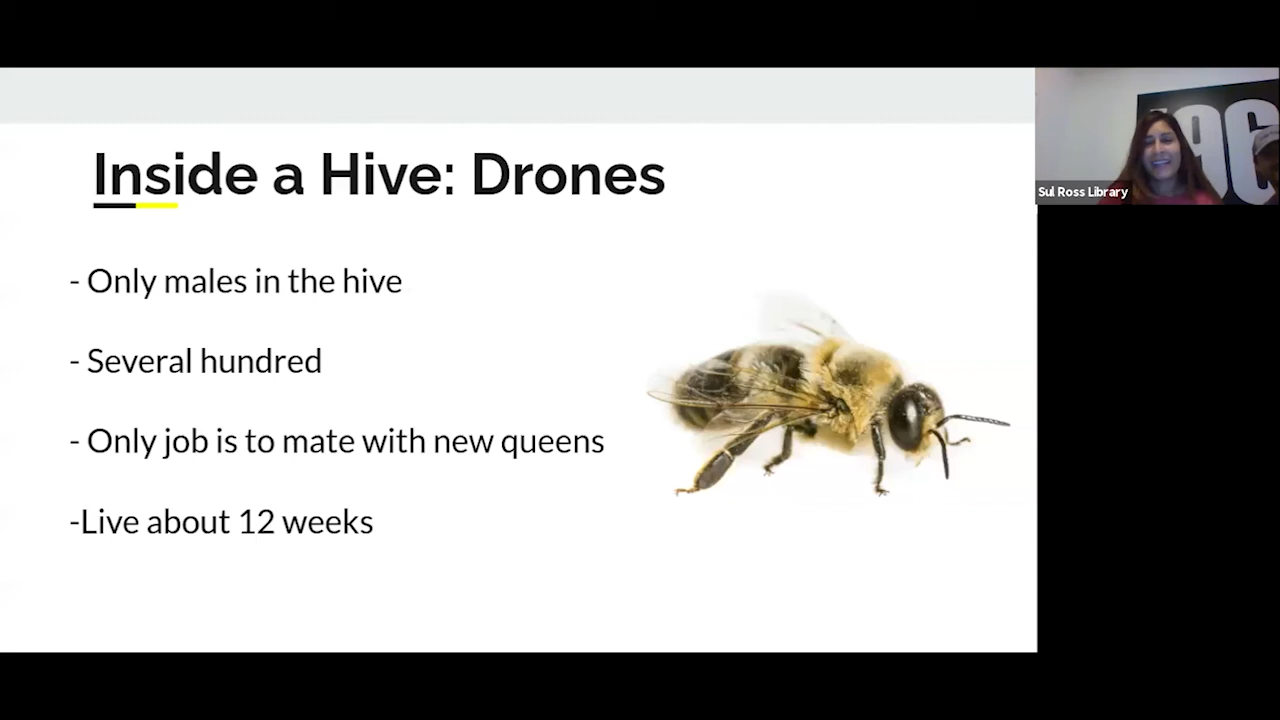 Inside a Hive: Drones
- Only males in the hive
- Several hundred
- Only job is to mate with new queens
-Live about 12 weeks
Sul Ross Library